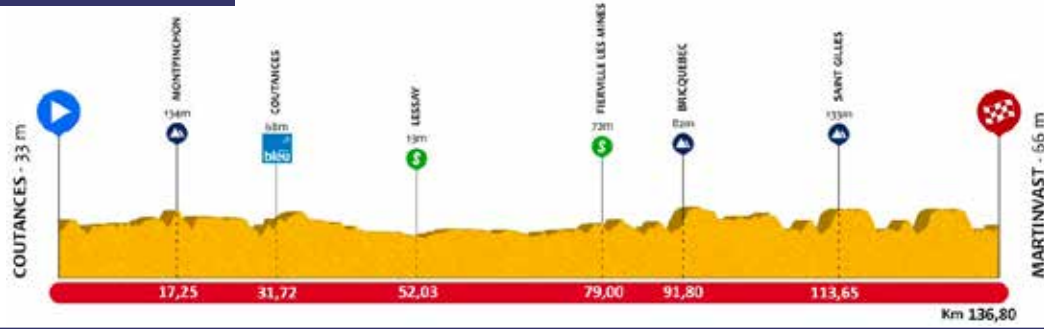 MONTPINCHON
134m
COUTANCES
68m
bleu
LESSAY
13m
S
FIERVILLE LES MINES
72m
S
BRICQUEBEC
82m
SAINT GILLES
133m
COUTANCES - 33 m
MARTINVAST - 66 m
17,25
31,72
52,03
79,00
91,80
113,65
Km 136,80